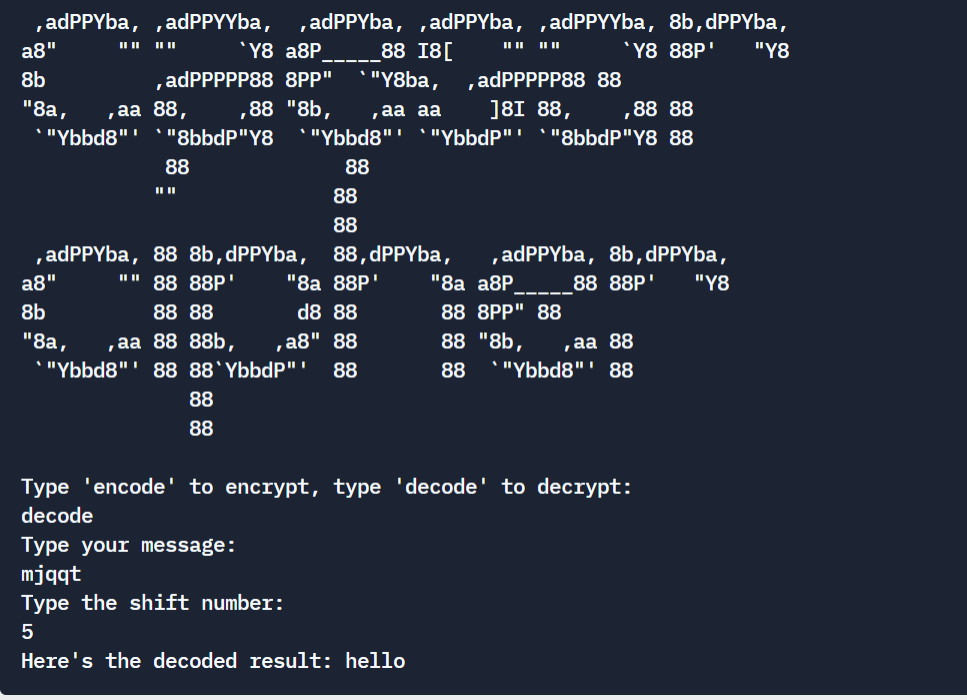 ,adPPYba, ,adPPYYba,  ,adPPYba, ,adPPYba, ,adPPYYba, 8b,dPPYba,
a8"     "" ""     `Y8 a8P_____88 I8[    "" ""     `Y8 88P'   "Y8
8b         ,adPPPPP88 8PP"  `"Y8ba,  ,adPPPPP88 88
"8a,   ,aa 88,    ,88 "8b,   ,aa aa    ]8I 88,    ,88 88
 `"Ybbd8"' `"8bbdP"Y8  `"Ybbd8"' `"YbbdP"' `"8bbdP"Y8 88
            88             88
           ""             88
                          88
 ,adPPYba, 88 8b,dPPYba,  88,dPPYba,   ,adPPYba, 8b,dPPYba,
a8"     "" 88 88P'    "8a 88P'    "8a a8P_____88 88P'   "Y8
8b         88 88       d8 88       88 8PP" 88
"8a,   ,aa 88 88b,   ,a8" 88       88 "8b,   ,aa 88
 `"Ybbd8"' 88 88`YbbdP"'  88       88  `"Ybbd8"' 88
              88
              88

Type 'encode' to encrypt, type 'decode' to decrypt:
decode
Type your message:
mjqqt
Type the shift number:
5
Here's the decoded result: hello